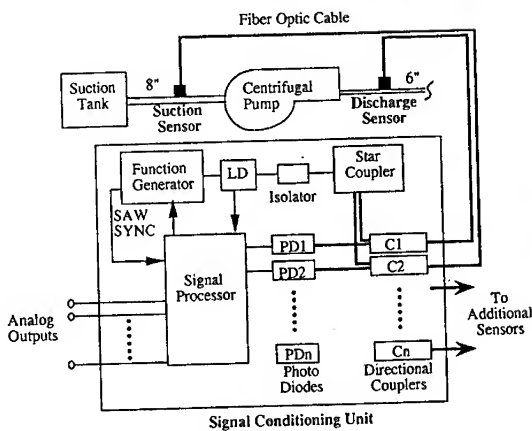 Fiber Optic Cable
Suction
Tank
8"
Suction
Sensor
Centrifugal
Pump
6"
Discharge
Sensor
Function
Generator
LD
Isolator
Star
Coupler
SAW
SYNC
Signal
Processor
PD1
PD2
PDn
Photo
Diodes
C1
C2
Cn
Directional
Couplers
Analog
Outputs
To
Additional
Sensors
Signal Conditioning Unit